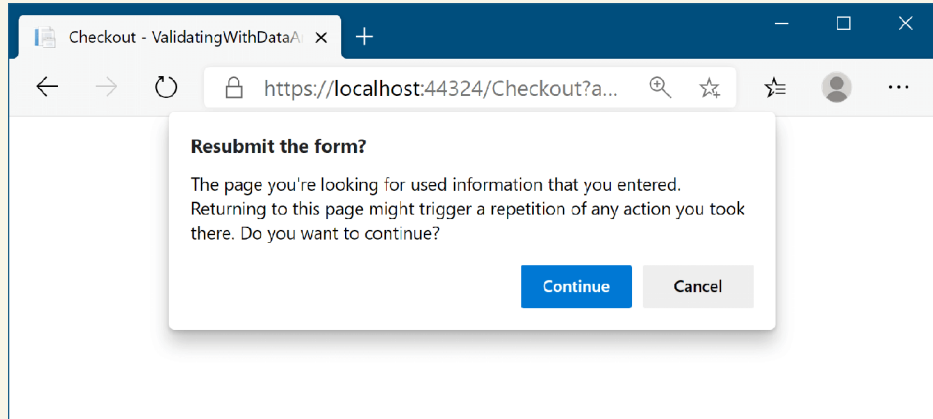 Checkout - ValidatingWithDataA
https://localhost:44324/Checkout?a...
Resubmit the form?
The page you're looking for used information that you entered.
Returning to this page might trigger a repetition of any action you took
there. Do you want to continue?
Continue Cancel